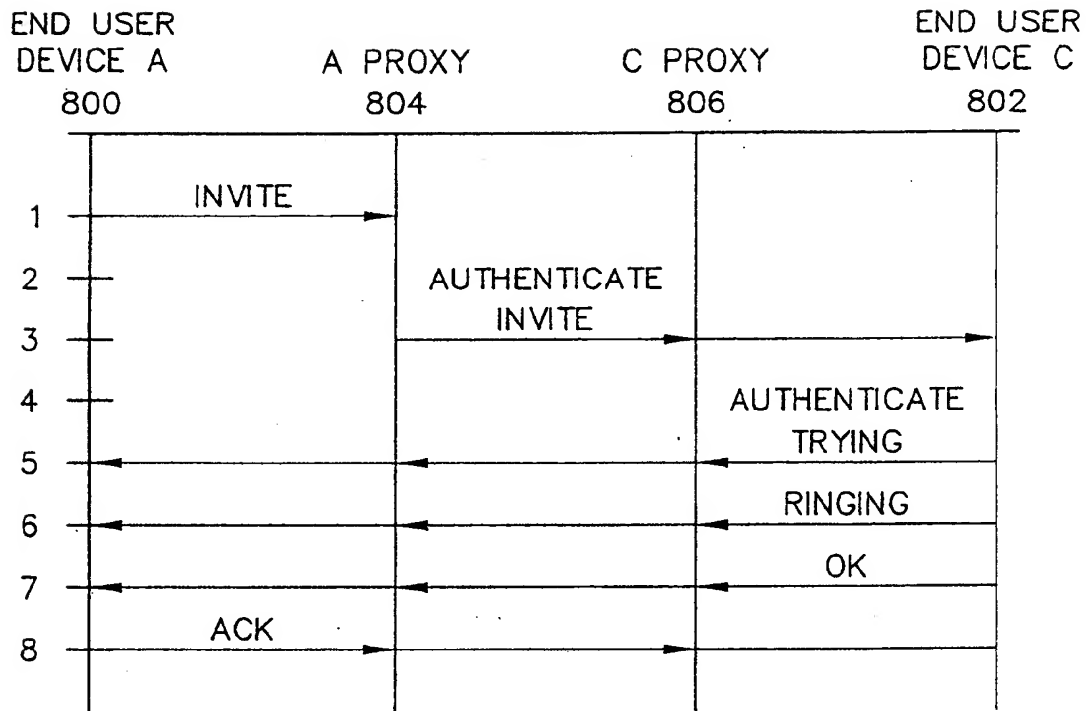 END USER
DEVICE A
800
A PROXY
804
C PROXY
806
END USER
DEVICE C
802
1
INVITE
2
AUTHENTICATE
3
INVITE
4
AUTHENTICATE
5
TRYING
6
RINGING
7
OK
8
ACK